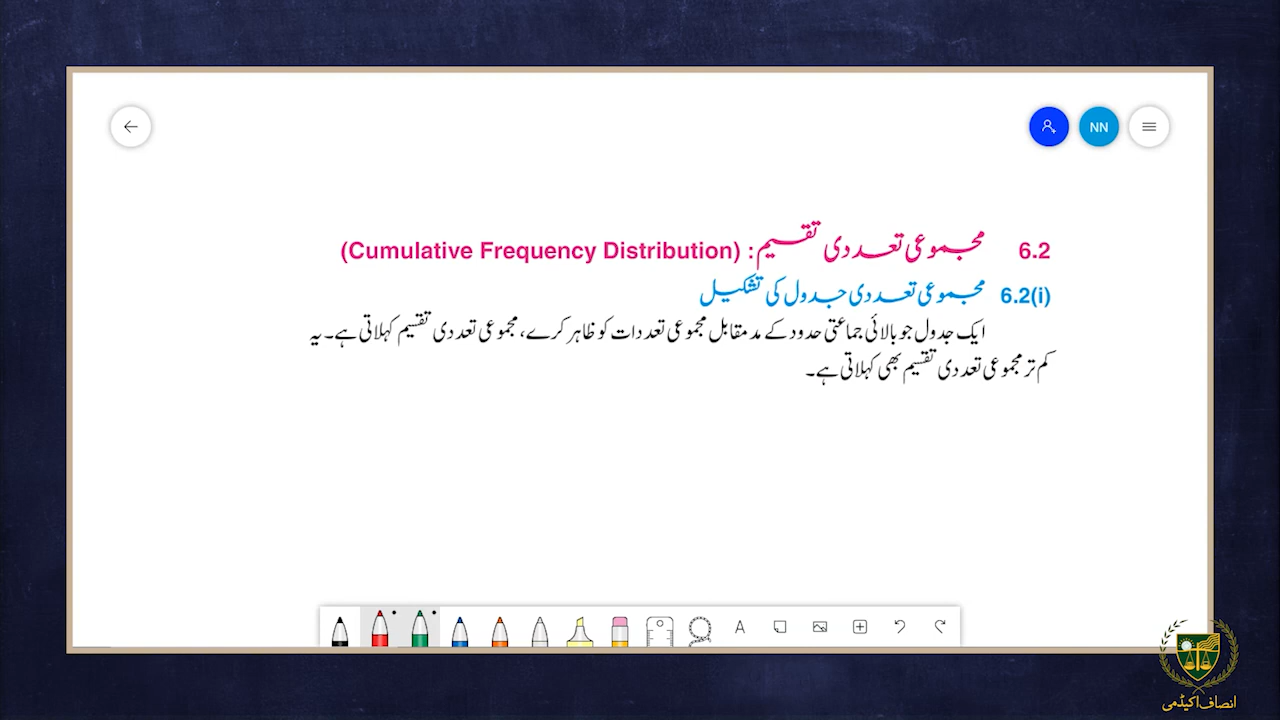 NN
6.2 مجموعی تعددی تقسیم: (Cumulative Frequency Distribution)
6.2(i) مجموعی تعددی جدول کی تشکیل
ایک جدول جو بالائی جماعتی حدود کے مد مقابل مجموعی تعددات کو ظاہر کرے، مجموعی تعددی تقسیم کہلاتی ہے۔ یہ
کم تر مجموعی تعددی تقسیم بھی کہلاتی ہے۔
A
انصاف اکیڈمی